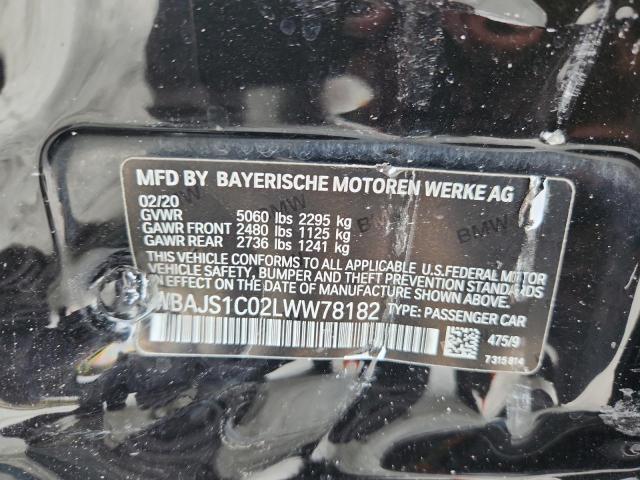 MFD BY BAYERISCHE MOTOREN WERKE AG
02/20
GVWR 5060 lbs 2295 kg
GAWR FRONT 2480 lbs 1125 kg
GAWR REAR 2736 lbs 1241 kg
BMW BMW
THIS VEHICLE CONFORMS TO ALL APPLICABLE U.S. FEDERAL MOTOR
VEHICLE SAFETY, BUMPER AND THEFT PREVENTION STANDARDS
IN EFFECT ON THE DATE OF MANUFACTURE SHOWN ABOVE.
WBAJS1C02LWW78182 TYPE: PASSENGER CAR
475/9
7315814